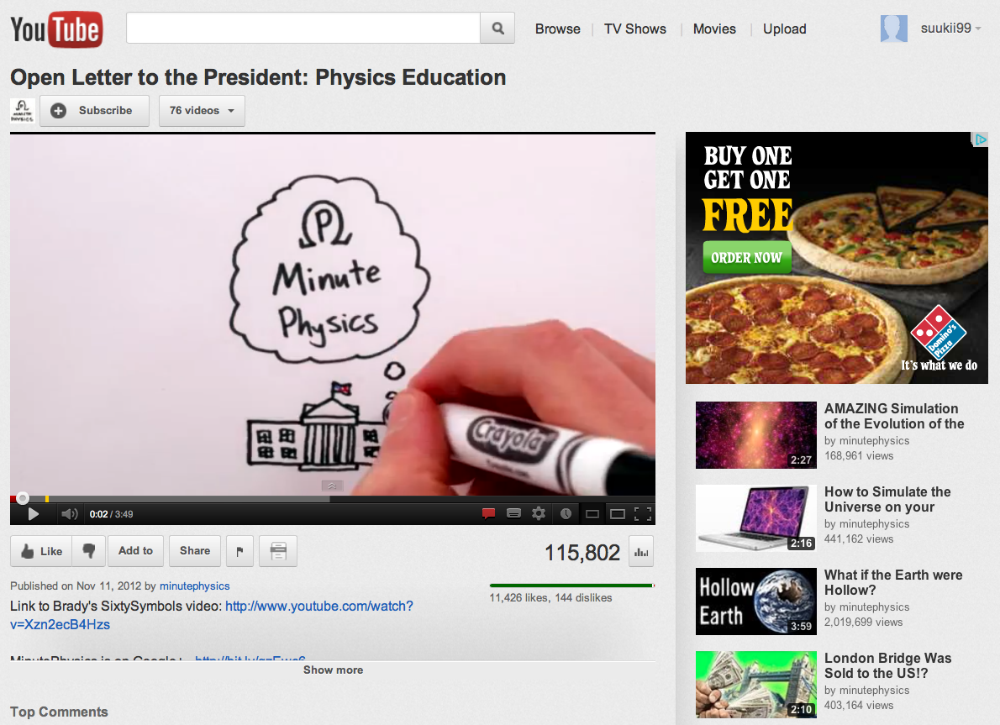 YouTube
Browse
TV Shows
Movies
Upload
suukii99
Open Letter to the President: Physics Education
MINUTE
PHYSICS
Subscribe
76 videos
P
Minute
Physics
Crayola
0:02 / 3:49
Like
Add to
Share
115,802
Published on Nov 11, 2012 by minutephysics
11,426 likes, 144 dislikes
Link to Brady's SixtySymbols video: http://www.youtube.com/watch?
v=Xzn2ecB4Hzs
MinutePhysics is on Google+
Show more
Top Comments
BUY ONE
GET ONE
FREE
ORDER NOW
Domino's
Pizza
It's what we do
2:27
AMAZING Simulation
of the Evolution of the
by minutephysics
168,961 views
2:16
How to Simulate the
Universe on your
by minutephysics
441,162 views
Hollow
Earth
3:59
What if the Earth were
Hollow?
by minutephysics
2,019,699 views
2:10
London Bridge Was
Sold to the US!?
by minutephysics
403,164 views